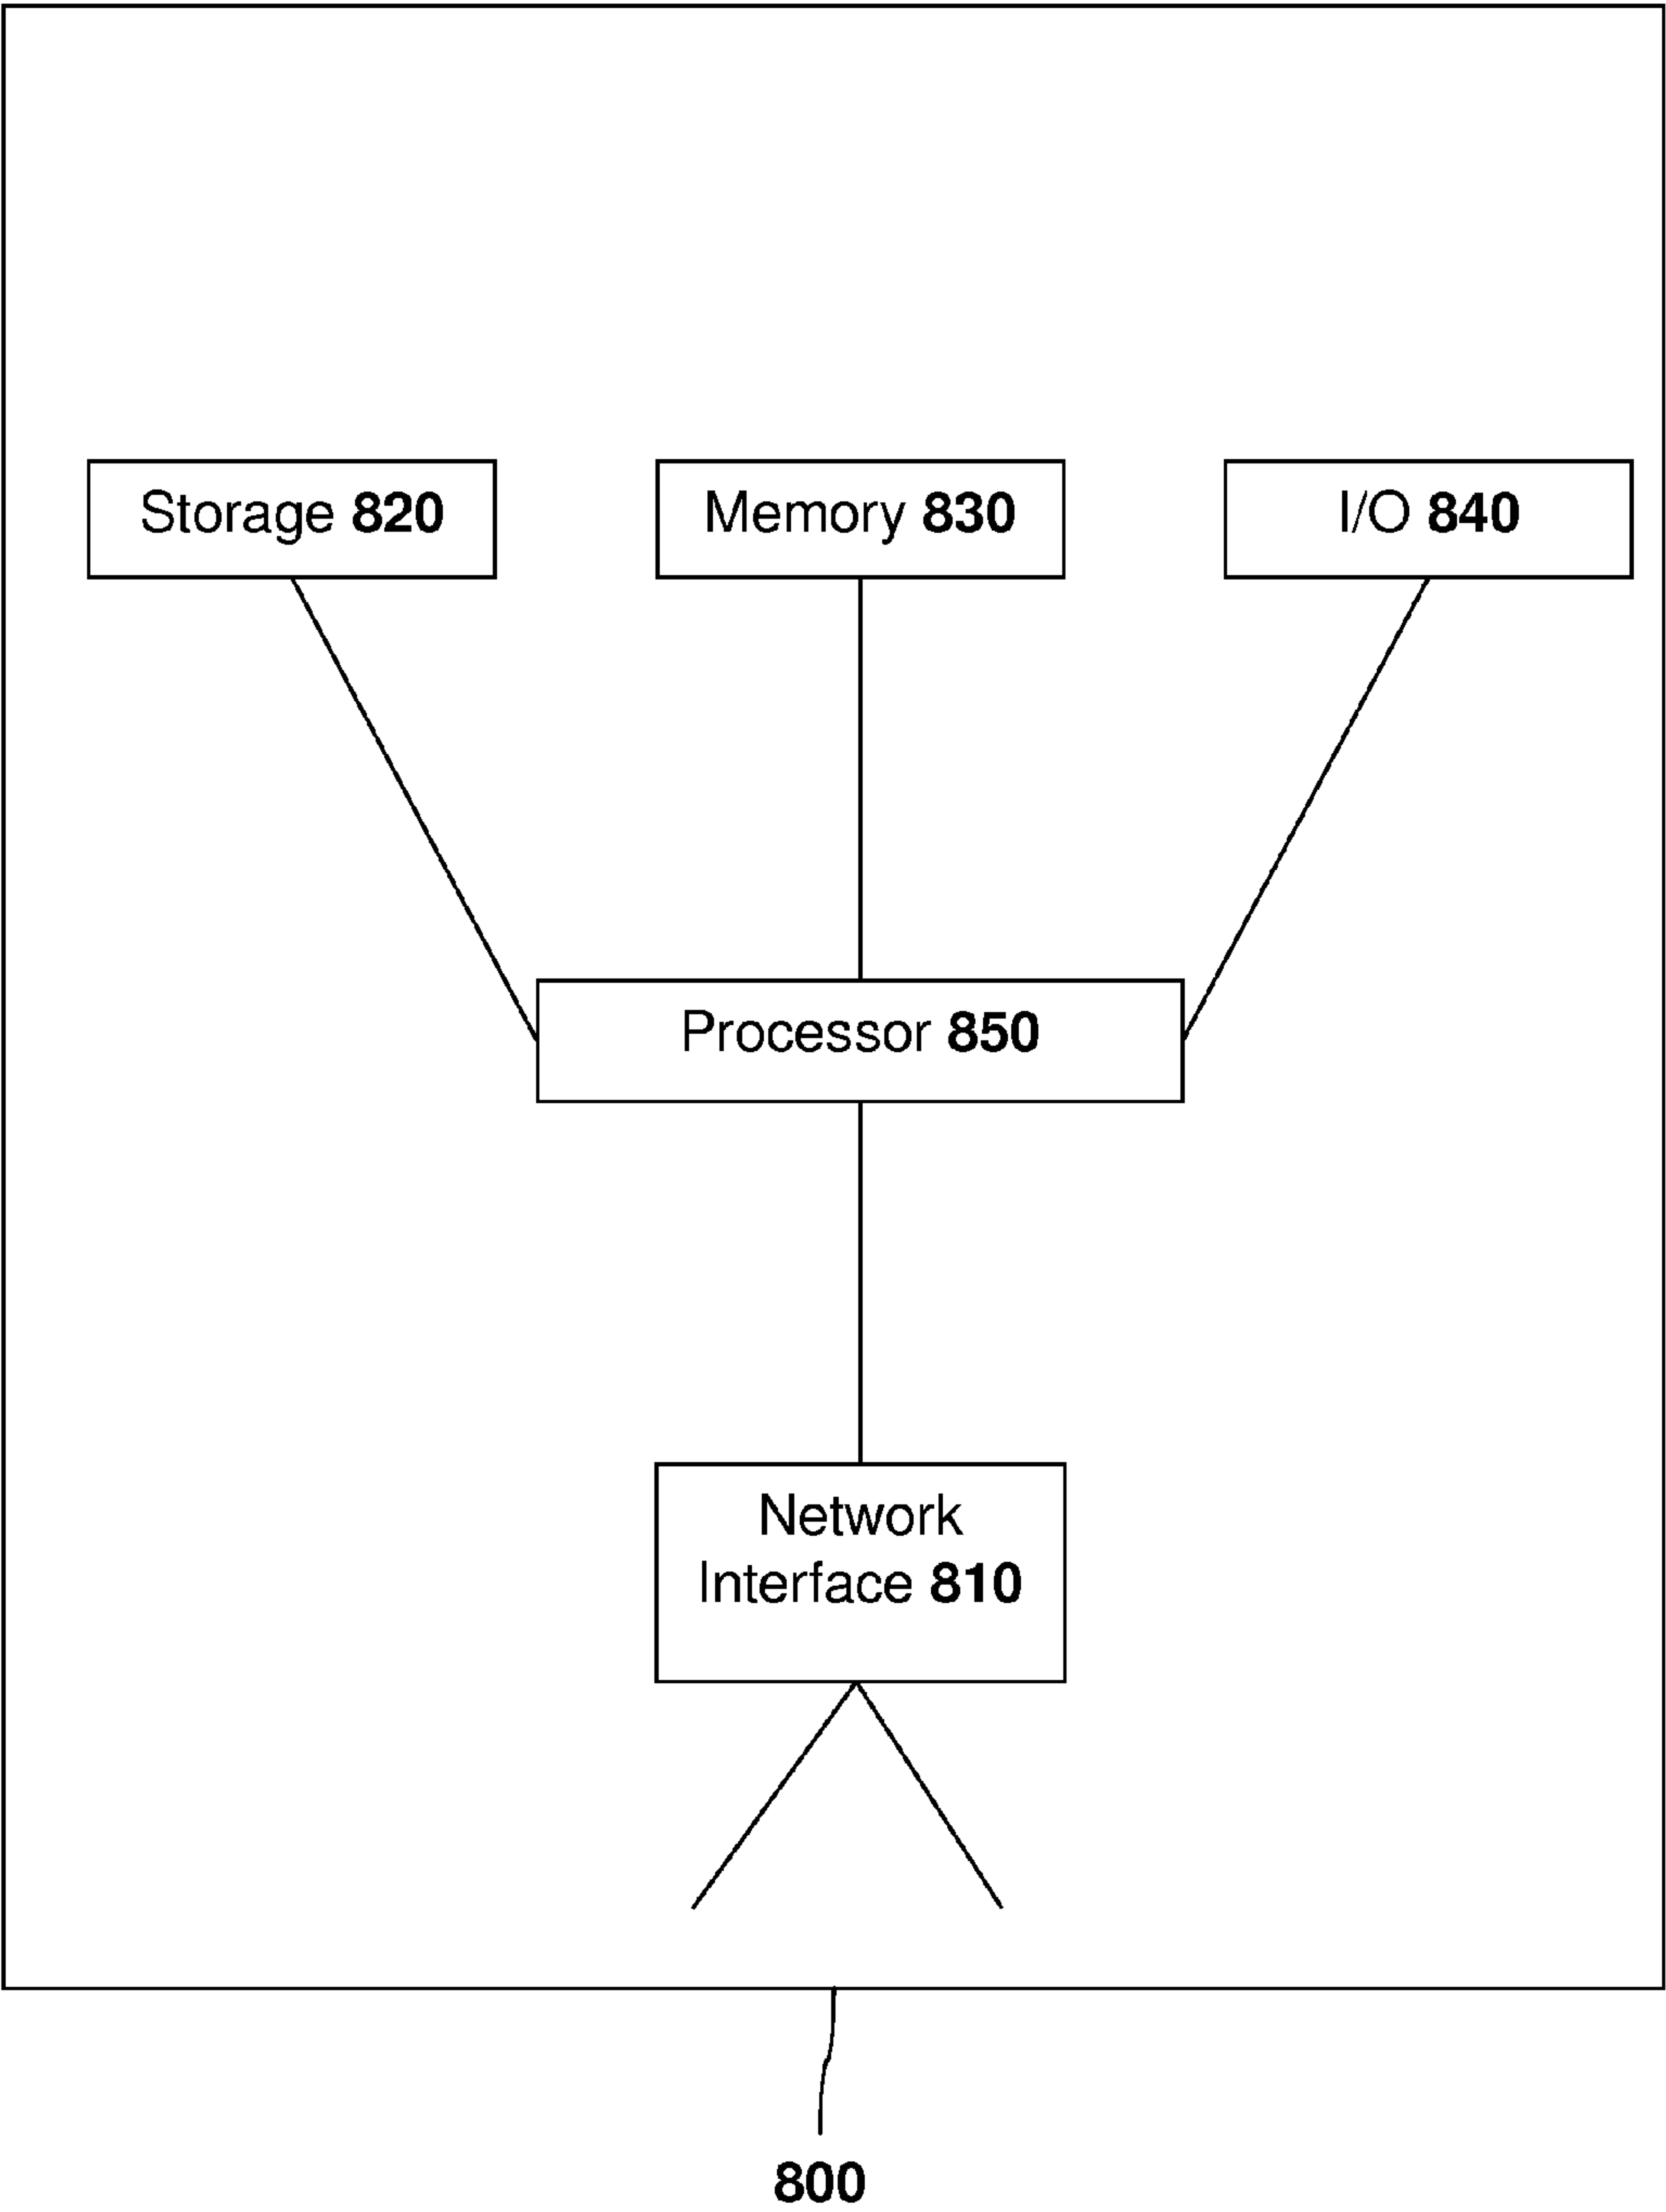 Storage 820
Memory 830
I/O 840
Processor 850
Network
Interface 810
800